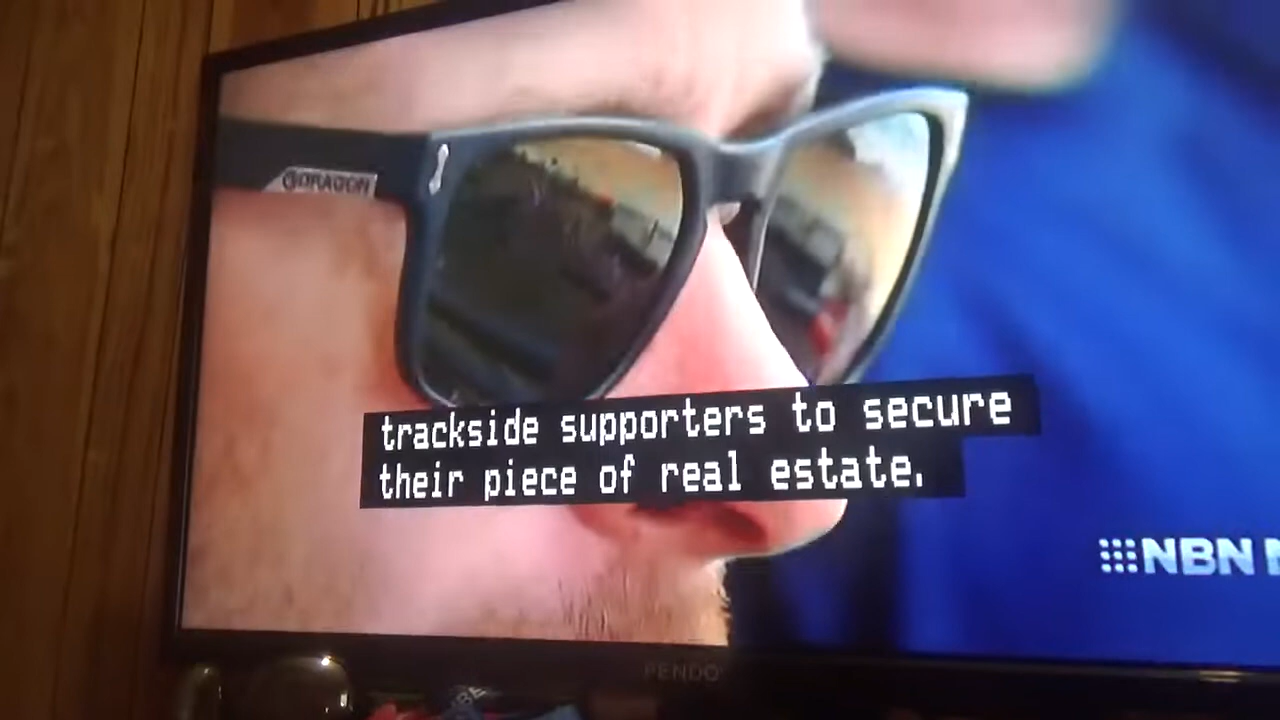 DRAGON
trackside supporters to secure
their piece of real estate.
NBN
PENDO